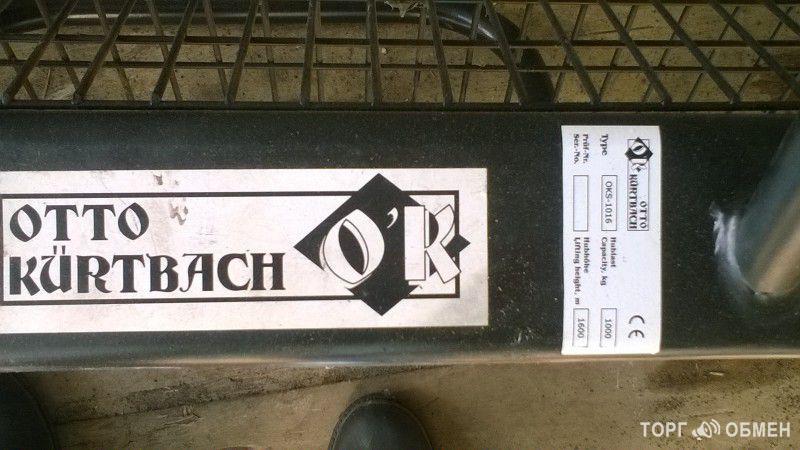 OTTO
KÜRTBACH
O'K
O'K
OTTO
KÜRTBACH
Type
OKS-1016
Hublast
Capacity, kg
1000
Prüf-Nr.
Ser.-No.
Hubhöhe
Lifting height, m
1600
CE
ТОРГ ОБМЕН